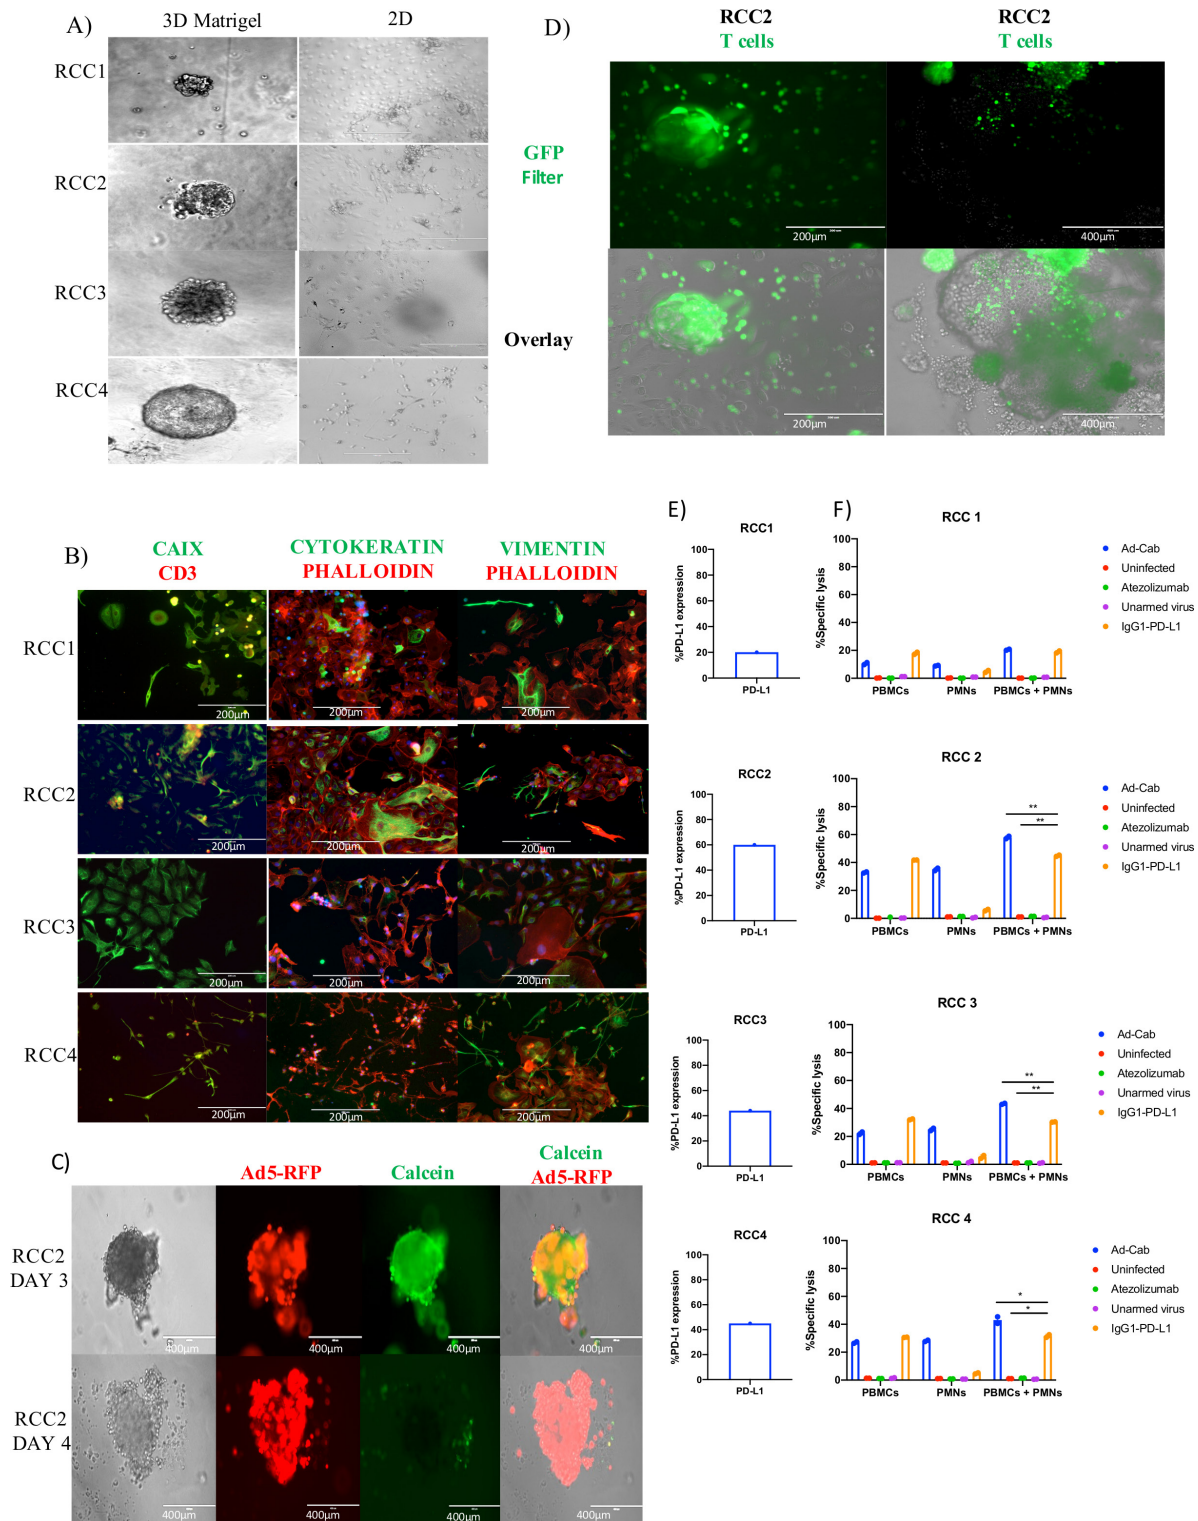 A)
3D Matrigel
2D
RCC1
RCC2
RCC3
RCC4
D)
RCC2
T cells
RCC2
T cells
GFP
Filter
200µm
400µm
Overlay
200µm
400µm
B)
CAIX
CD3
CYTOKERATIN
PHALLOIDIN
VIMENTIN
PHALLOIDIN
RCC1
200µm
200µm
200µm
RCC2
200µm
200µm
200µm
RCC3
200µm
200µm
200µm
RCC4
200µm
200µm
200µm
C)
Ad5-RFP
Calcein
Calcein
Ad5-RFP
RCC2
DAY 3
400µm
400µm
400µm
400µm
RCC2
DAY 4
400µm
400µm
400µm
400µm
E)
RCC1
%PD-L1 expression
100
80
60
40
20
0
PD-L1
RCC2
%PD-L1 expression
100
80
60
40
20
0
PD-L1
RCC3
%PD-L1 expression
100
80
60
40
20
0
PD-L1
RCC4
%PD-L1 expression
100
80
60
40
20
0
PD-L1
F)
RCC 1
%Specific lysis
100
80
60
40
20
0
PBMCs
PMNs
PBMCs + PMNs
Ad-Cab
Uninfected
Atezolizumab
Unarmed virus
IgG1-PD-L1
RCC 2
%Specific lysis
100
80
60
40
20
0
**
**
PBMCs
PMNs
PBMCs + PMNs
Ad-Cab
Uninfected
Atezolizumab
Unarmed virus
IgG1-PD-L1
RCC 3
%Specific lysis
100
80
60
40
20
0
**
**
PBMCs
PMNs
PBMCs + PMNs
Ad-Cab
Uninfected
Atezolizumab
Unarmed virus
IgG1-PD-L1
RCC 4
%Specific lysis
100
80
60
40
20
0
*
*
PBMCs
PMNs
PBMCs + PMNs
Ad-Cab
Uninfected
Atezolizumab
Unarmed virus
IgG1-PD-L1